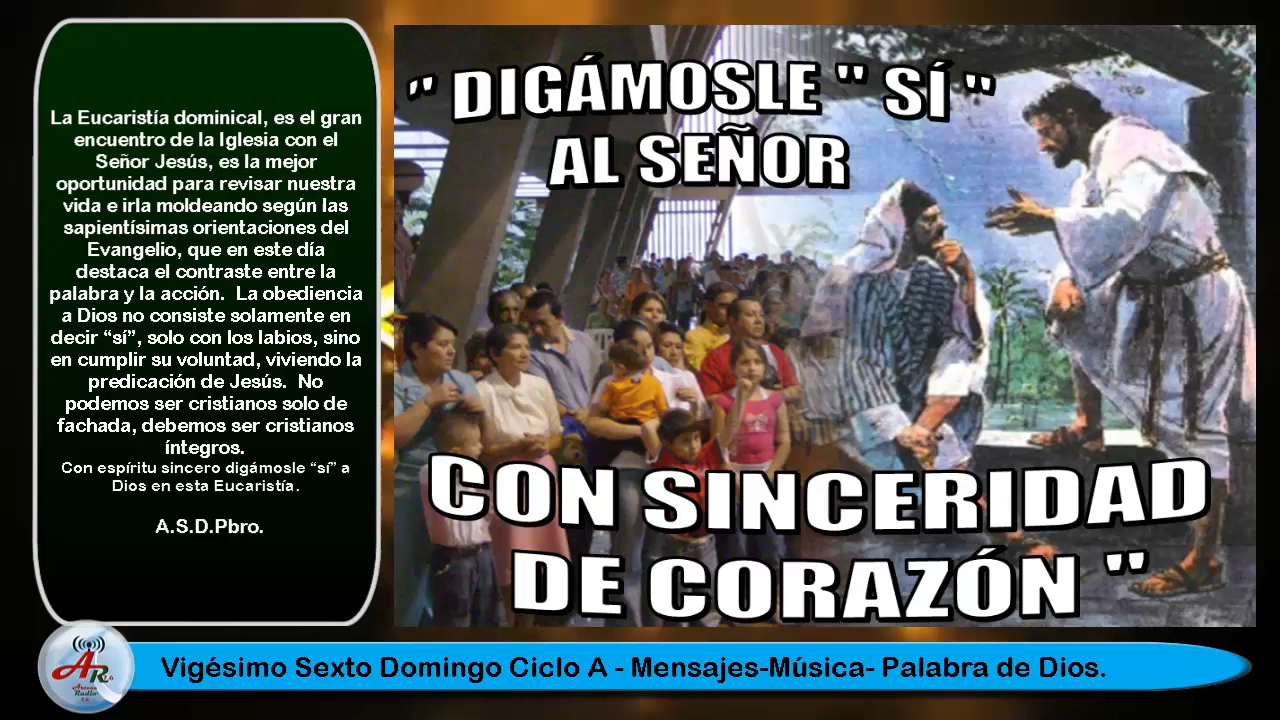 La Eucaristía dominical, es el gran
encuentro de la Iglesia con el
Señor Jesús, es la mejor
oportunidad para revisar nuestra
vida e irla moldeando según las
sapientísimas orientaciones del
Evangelio, que en este día
destaca el contraste entre la
palabra y la acción.  La obediencia
a Dios no consiste solamente en
decir “sí”, solo con los labios, sino
en cumplir su voluntad, viviendo la
predicación de Jesús.  No
podemos ser cristianos solo de
fachada, debemos ser cristianos
íntegros.
Con espíritu sincero digámosle “sí” a
Dios en esta Eucaristía.
A.S.D.Pbro.
" DIGÁMOSLE " SÍ "
AL SEÑOR
CON SINCERIDAD
DE CORAZÓN "
AR
Radio
Vigésimo Sexto Domingo Ciclo A - Mensajes-Música- Palabra de Dios.